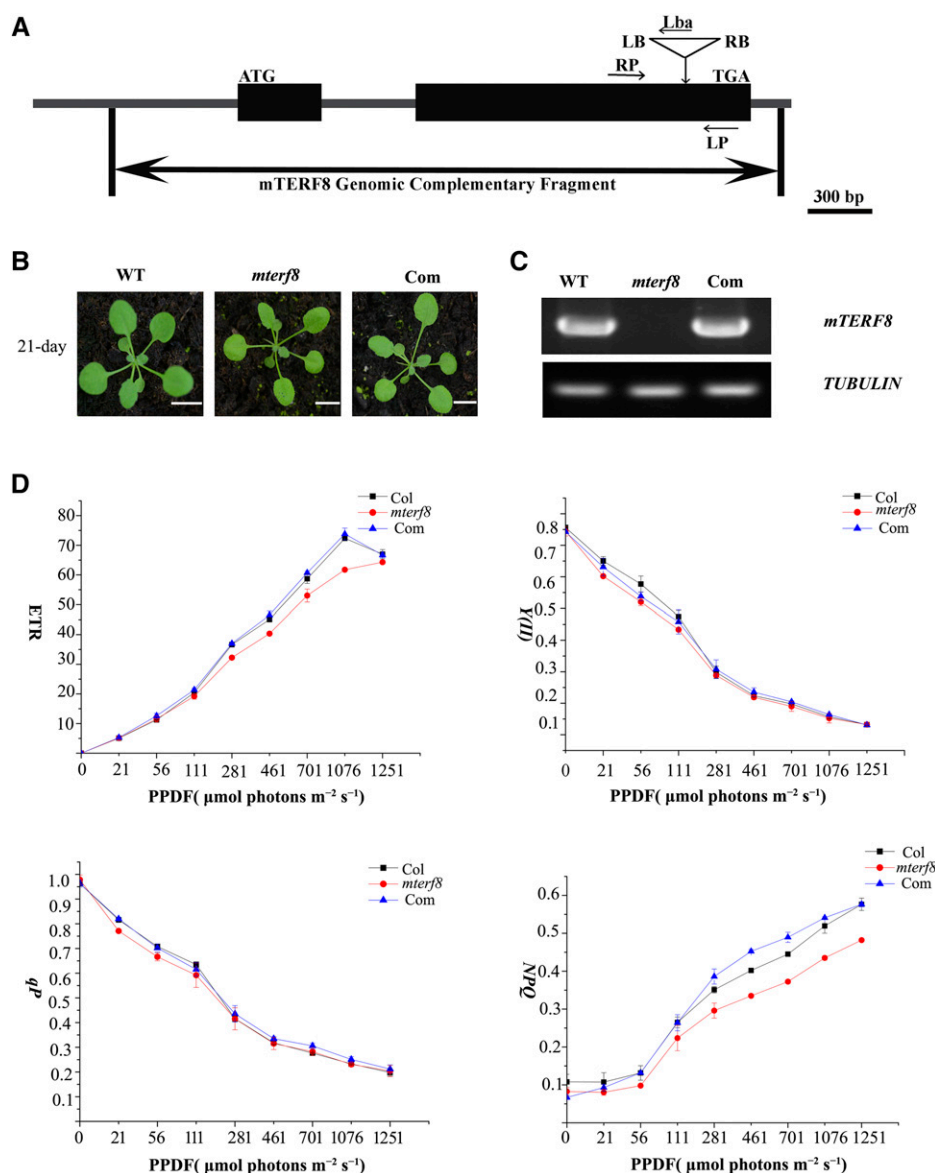 A
Lba
LB RB
RP
ATG TGA
LP
mTERF8 Genomic Complementary Fragment
300 bp
B
WT mterf8 Com
21-day
C
WT mterf8 Com
mTERF8
TUBULIN
D
Col
mterf8
Com
ETR
80
70
60
50
40
30
20
10
0 21 56 111 281 461 701 1076 1251
PPDF( μmol photons m⁻² s⁻¹)
Col
mterf8
Com
Y(II)
0.8
0.7
0.6
0.5
0.4
0.3
0.2
0.1
0 21 56 111 281 461 701 1076 1251
PPDF( μmol photons m⁻² s⁻¹)
Col
mterf8
Com
qP
1.0
0.9
0.8
0.7
0.6
0.5
0.4
0.3
0.2
0.1
0 21 56 111 281 461 701 1076 1251
PPDF( μmol photons m⁻² s⁻¹)
Col
mterf8
Com
NPQ
0.6
0.5
0.4
0.3
0.2
0.1
0 21 56 111 281 461 701 1076 1251
PPDF( μmol photons m⁻² s⁻¹)